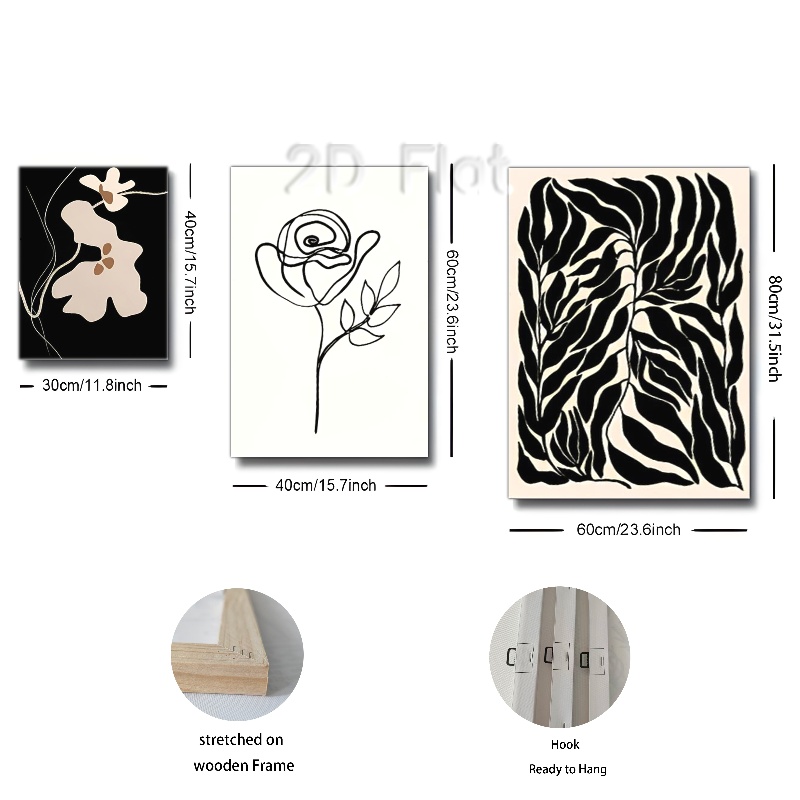 2D Flat
40cm/15.7inch
30cm/11.8inch
60cm/23.6inch
40cm/15.7inch
80cm/31.5inch
60cm/23.6inch
stretched on
wooden Frame
Hook
Ready to Hang